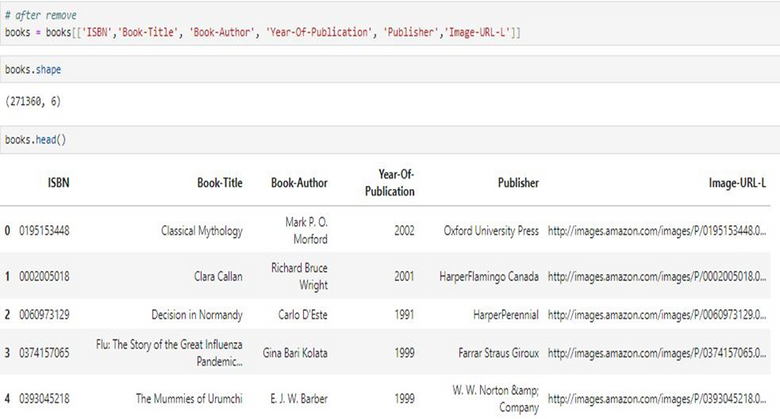 # after remove
books = books[['ISBN','Book-Title', 'Book-Author', 'Year-Of-Publication', 'Publisher','Image-URL-L']]
books.shape
(271360, 6)
books.head()
ISBN Book-Title Book-Author Year-Of-Publication Publisher Image-URL-L
0 0195153448 Classical Mythology Mark P. O. Morford 2002 Oxford University Press http://images.amazon.com/images/P/0195153448.0...
1 0002005018 Clara Callan Richard Bruce Wright 2001 HarperFlamingo Canada http://images.amazon.com/images/P/0002005018.0...
2 0060973129 Decision in Normandy Carlo D'Este 1991 HarperPerennial http://images.amazon.com/images/P/0060973129.0...
3 0374157065 Flu: The Story of the Great Influenza Pandemic... Gina Bari Kolata 1999 Farrar Straus Giroux http://images.amazon.com/images/P/0374157065.0...
4 0393045218 The Mummies of Urumchi E. J. W. Barber 1999 W. W. Norton &amp; Company http://images.amazon.com/images/P/0393045218.0...